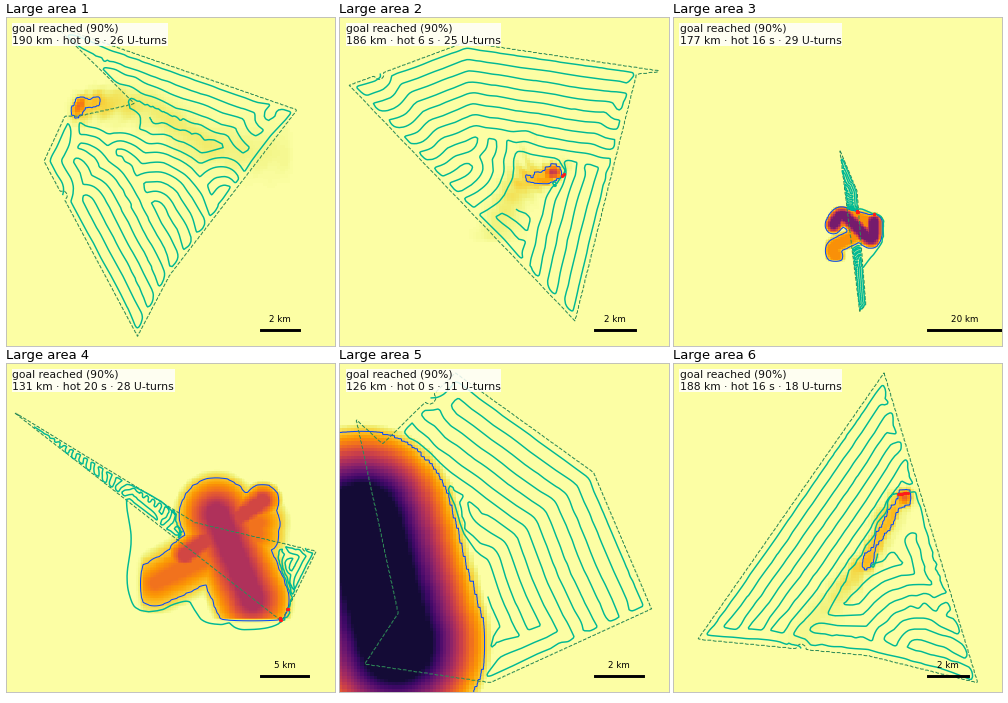 Large area 1
goal reached (90%)
190 km · hot 0 s · 26 U-turns
2 km
Large area 2
goal reached (90%)
186 km · hot 6 s · 25 U-turns
2 km
Large area 3
goal reached (90%)
177 km · hot 16 s · 29 U-turns
20 km
Large area 4
goal reached (90%)
131 km · hot 20 s · 28 U-turns
5 km
Large area 5
goal reached (90%)
126 km · hot 0 s · 11 U-turns
2 km
Large area 6
goal reached (90%)
188 km · hot 16 s · 18 U-turns
2 km